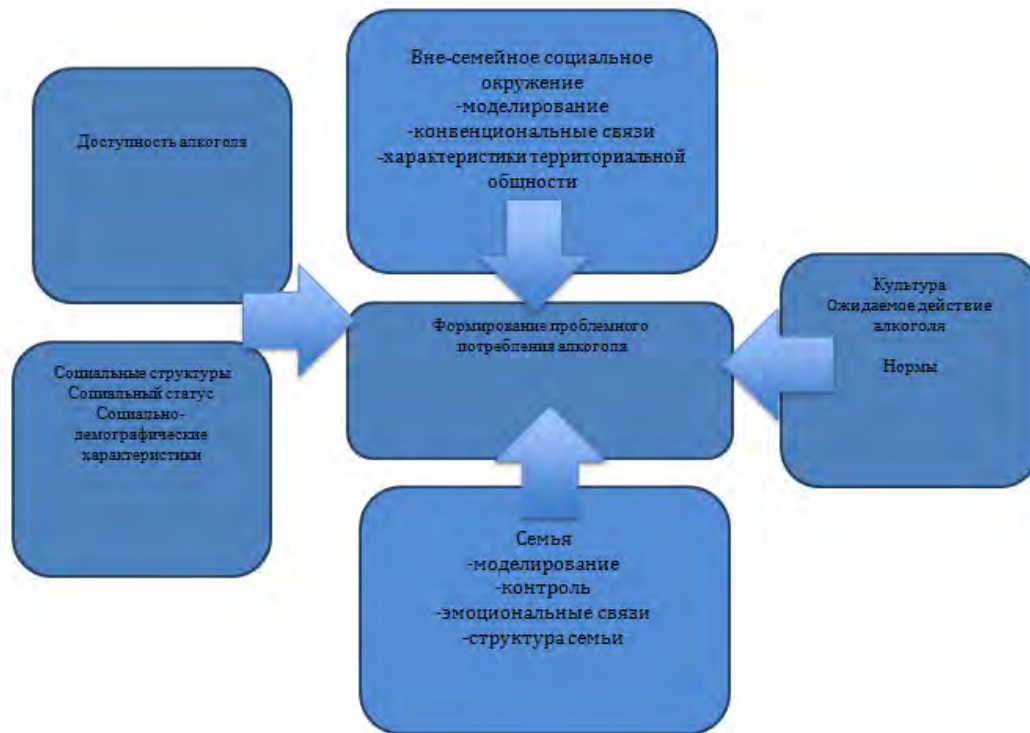 Вне-семейное социальное
окружение
-моделирование
-конвенциональные связи
-характеристики территориальной
общности
Доступность алкоголя
Культура
Ожидаемое действие
алкоголя
Нормы
Формирование проблемного
потребления алкоголя
Социальные структуры
Социальный статус
Социально-
демографические
характеристики
Семья
-моделирование
-контроль
-эмоциональные связи
-структура семьи